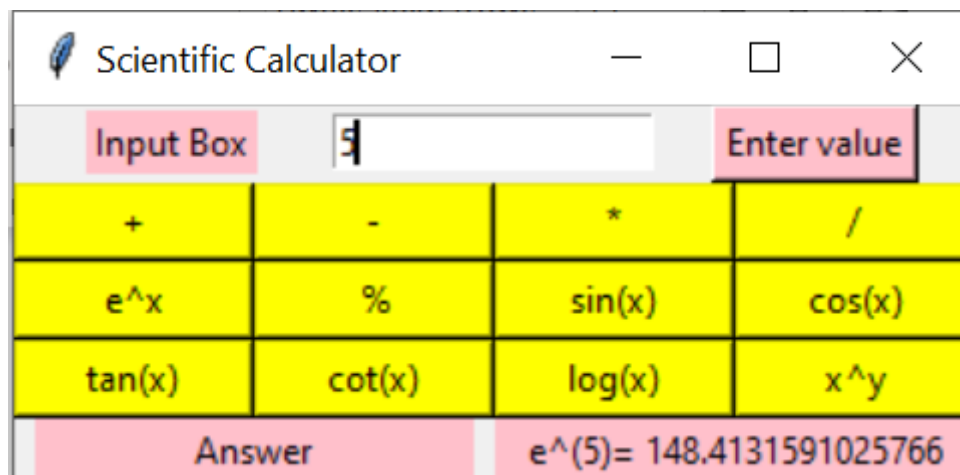 Scientific Calculator
Input Box 5 Enter value
+ - * /
e^x % sin(x) cos(x)
tan(x) cot(x) log(x) x^y
Answer e^(5)= 148.4131591025766